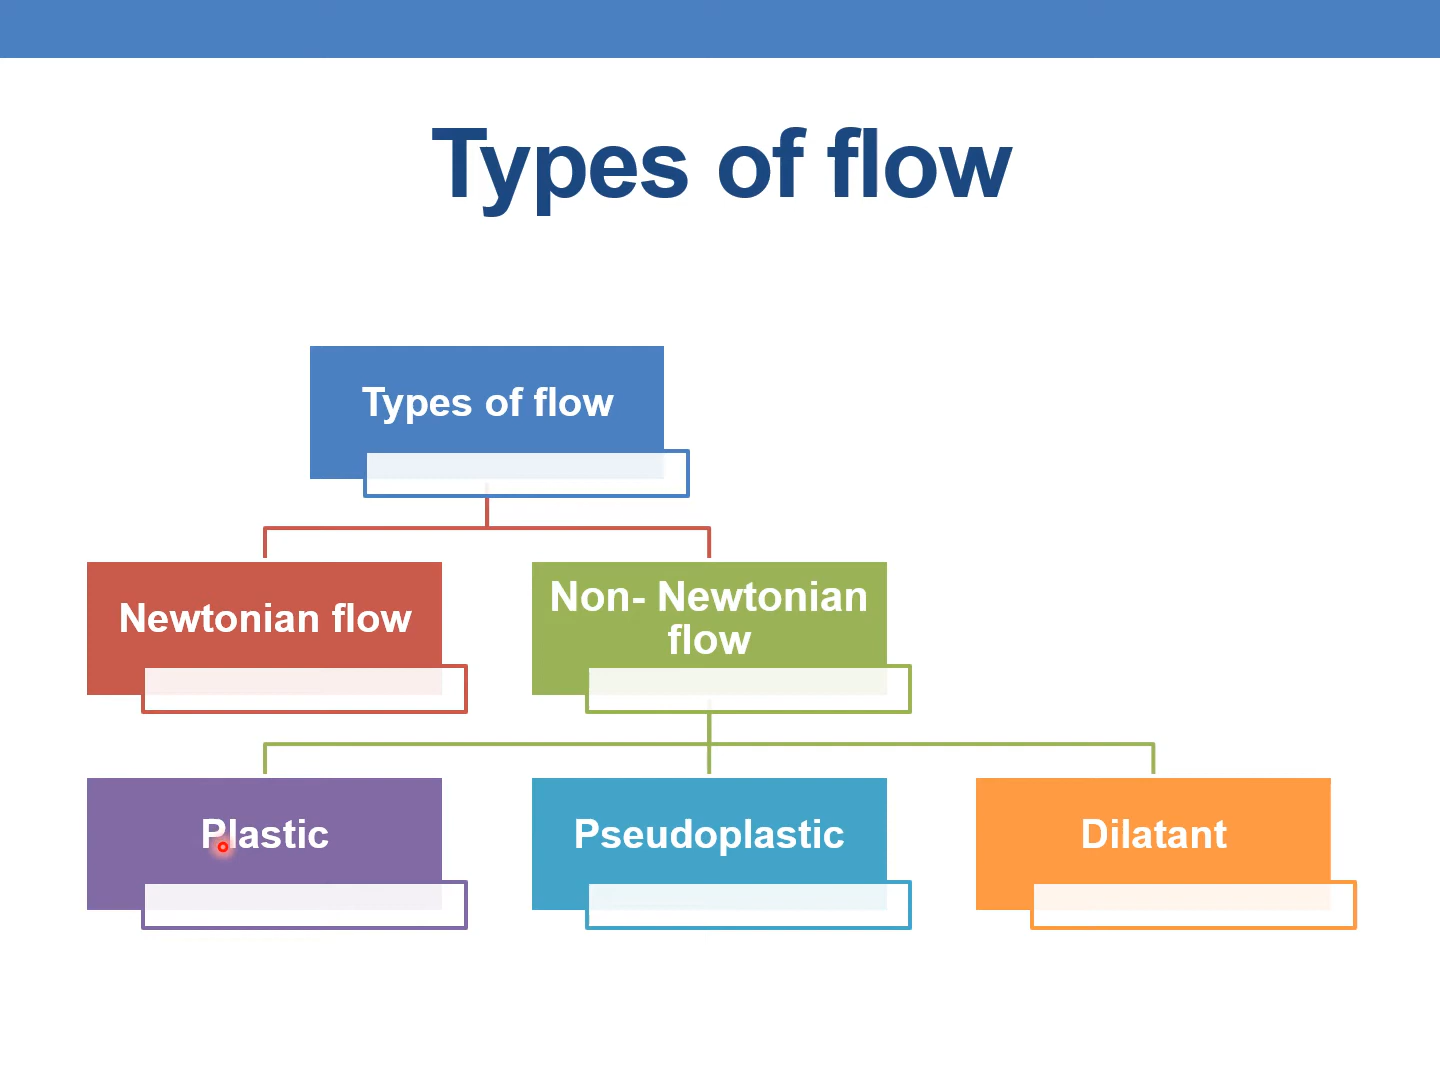 Types of flow
Types of flow
Newtonian flow
Non- Newtonian
flow
Plastic
Pseudoplastic
Dilatant